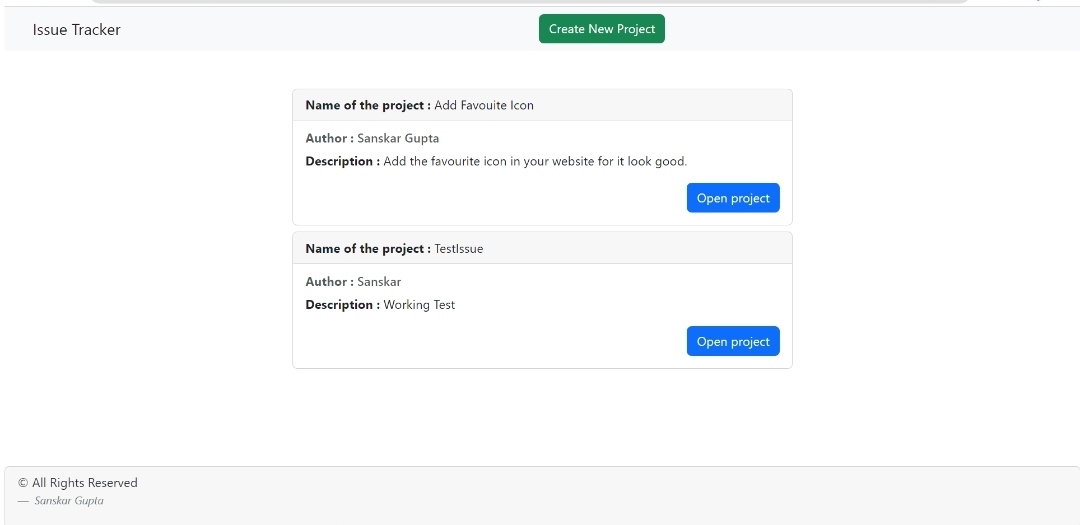 Issue Tracker
Create New Project
Name of the project : Add Favouite Icon
Author : Sanskar Gupta
Description : Add the favourite icon in your website for it look good.
Open project
Name of the project : TestIssue
Author : Sanskar
Description : Working Test
Open project
© All Rights Reserved
— Sanskar Gupta